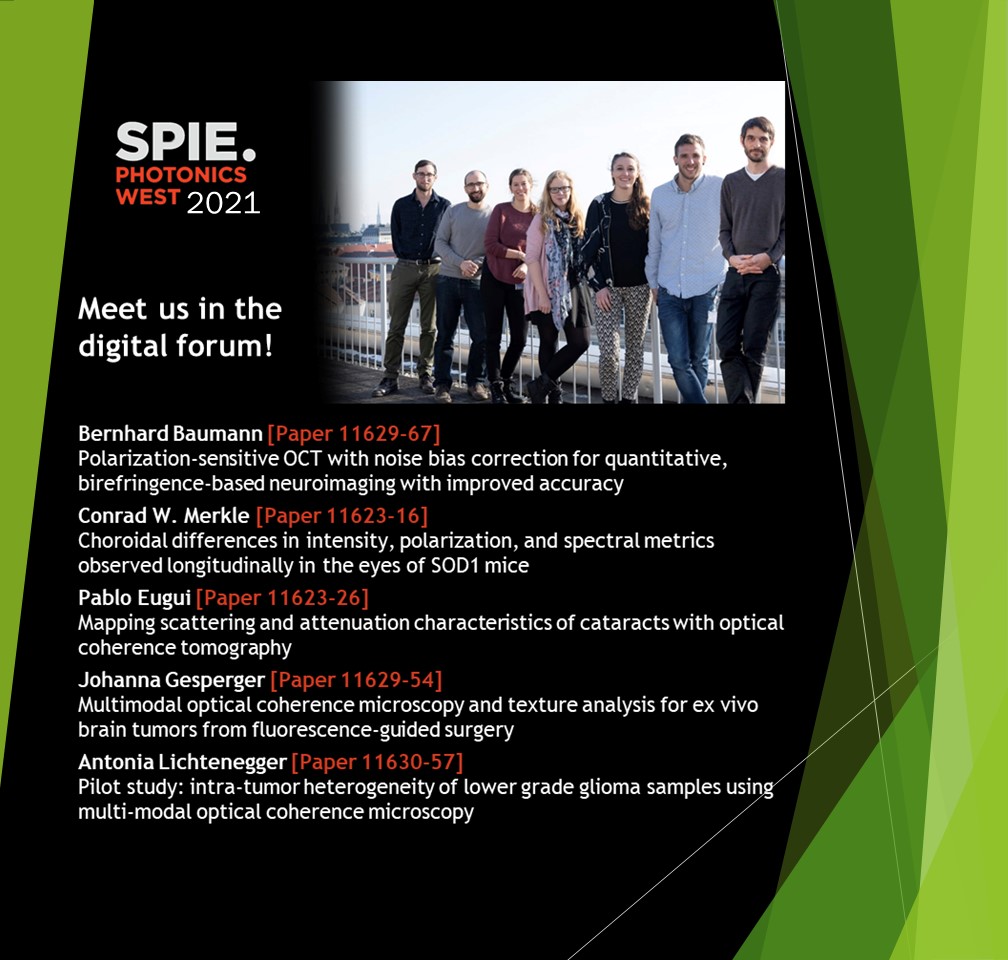 SPIE.
PHOTONICS
WEST 2021
Meet us in the
digital forum!
Bernhard Baumann [Paper 11629-67]
Polarization-sensitive OCT with noise bias correction for quantitative,
birefringence-based neuroimaging with improved accuracy
Conrad W. Merkle [Paper 11623-16]
Choroidal differences in intensity, polarization, and spectral metrics
observed longitudinally in the eyes of SOD1 mice
Pablo Eugui [Paper 11623-26]
Mapping scattering and attenuation characteristics of cataracts with optical
coherence tomography
Johanna Gesperger [Paper 11629-54]
Multimodal optical coherence microscopy and texture analysis for ex vivo
brain tumors from fluorescence-guided surgery
Antonia Lichtenegger [Paper 11630-57]
Pilot study: intra-tumor heterogeneity of lower grade glioma samples using
multi-modal optical coherence microscopy